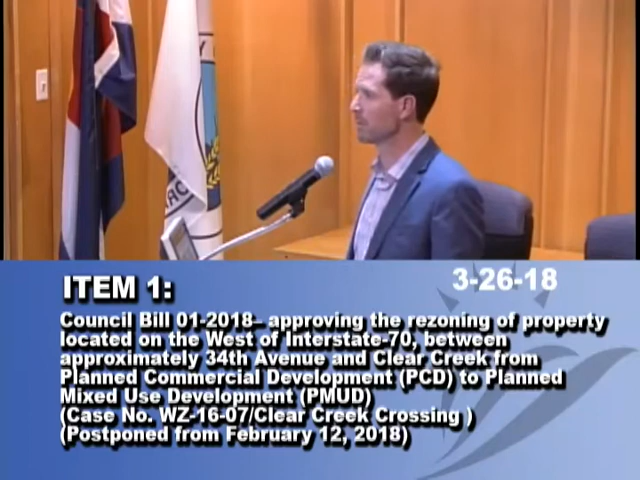 ITEM 1:
3-26-18
Council Bill 01-2018– approving the rezoning of property
located on the West of Interstate-70, between
approximately 34th Avenue and Clear Creek from
Planned Commercial Development (PCD) to Planned
Mixed Use Development (PMUD)
(Case No. WZ-16-07/Clear Creek Crossing )
(Postponed from February 12, 2018)